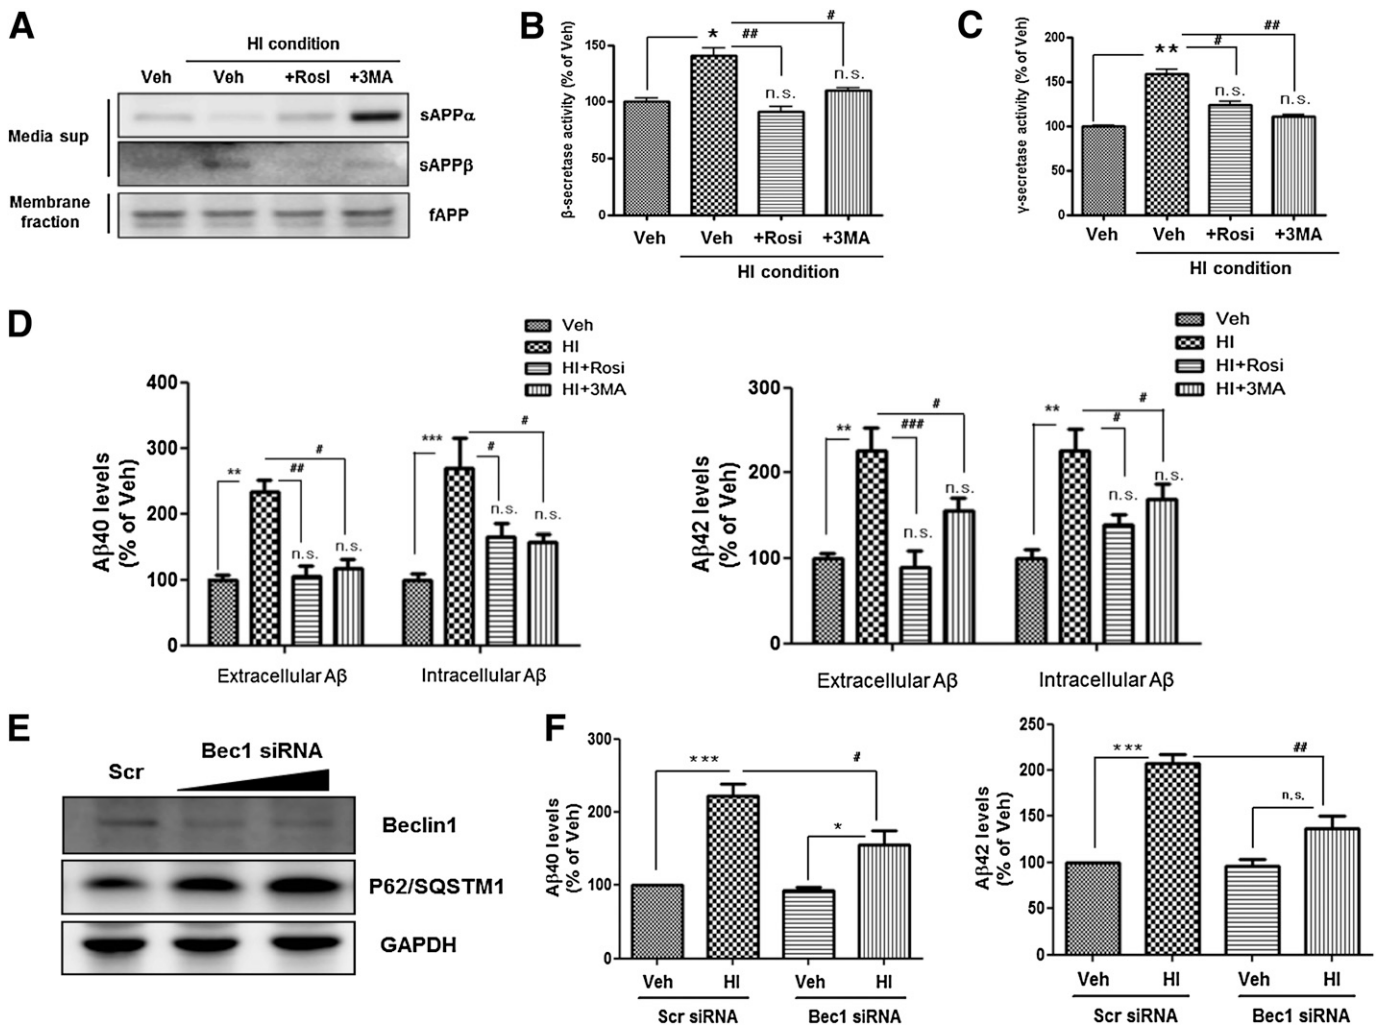 A
HI condition
Veh Veh +RosI +3MA
Media sup
sAPPα
sAPPβ
Membrane
fraction
fAPP
B
β-secretase activity (% of Veh)
150
100
50
0
*
##
#
n.s.
n.s.
Veh Veh +Rosi +3MA
HI condition
C
γ-secretase activity (% of Veh)
200
150
100
50
0
**
#
##
n.s.
n.s.
Veh Veh +Rosi +3MA
HI condition
D
Veh
HI
HI+Rosi
HI+3MA
Aβ40 levels
(% of Veh)
400
300
200
100
0
**
##
#
n.s.
n.s.
***
#
#
n.s.
n.s.
Extracellular Aβ Intracellular Aβ
Veh
HI
HI+Rosi
HI+3MA
Aβ42 levels
(% of Veh)
300
200
100
0
**
###
#
n.s.
n.s.
**
#
#
n.s.
n.s.
Extracellular Aβ Intracellular Aβ
E
Scr
Bec1 siRNA
Beclin1
P62/SQSTM1
GAPDH
F
Aβ40 levels
(% of Veh)
300
200
100
0
***
#
*
Veh HI Veh HI
Scr siRNA Bec1 siRNA
Aβ42 levels
(% of Veh)
250
200
150
100
50
0
***
##
n.s.
Veh HI Veh HI
Scr siRNA Bec1 siRNA